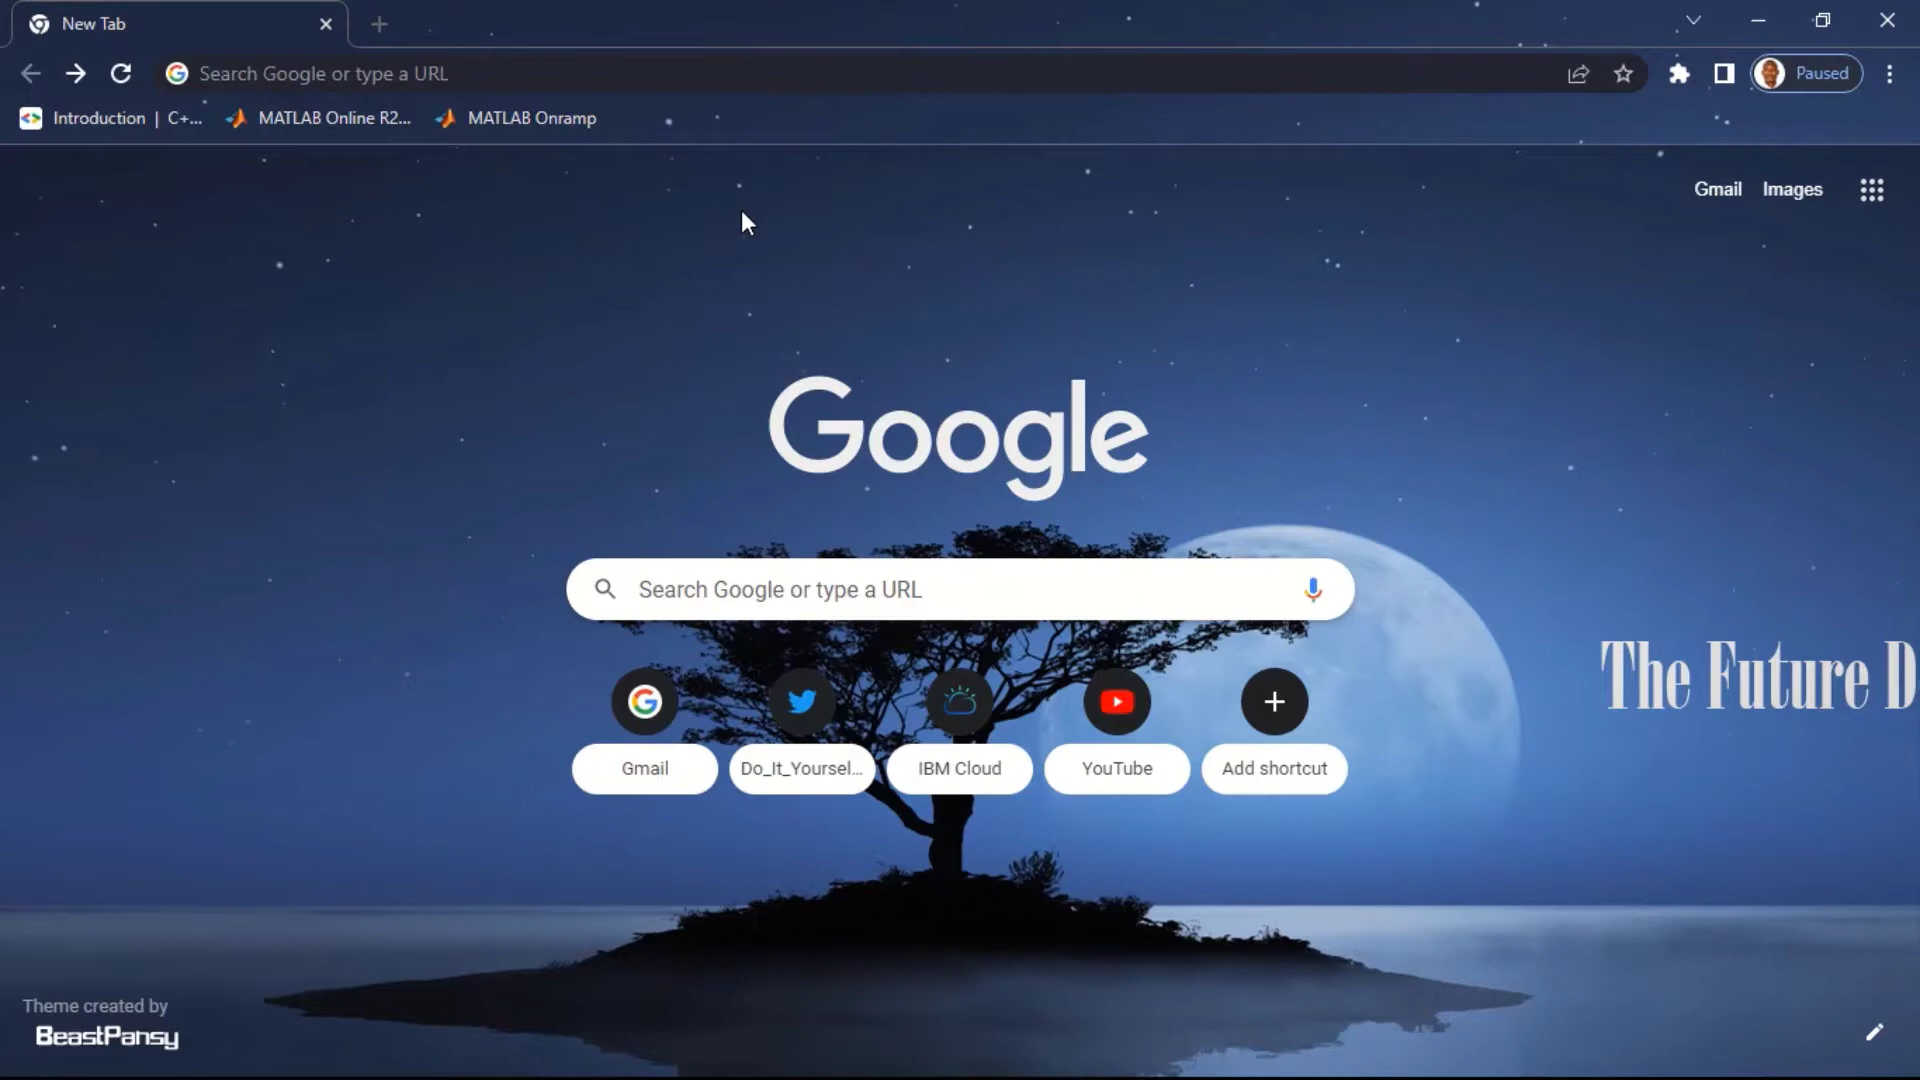 New Tab
Search Google or type a URL
Paused
Introduction | C+... MATLAB Online R2... MATLAB Onramp
Gmail Images
Google
Search Google or type a URL
The Future D
Gmail Do_It_Yoursel... IBM Cloud YouTube Add shortcut
Theme created by
BeastPansy